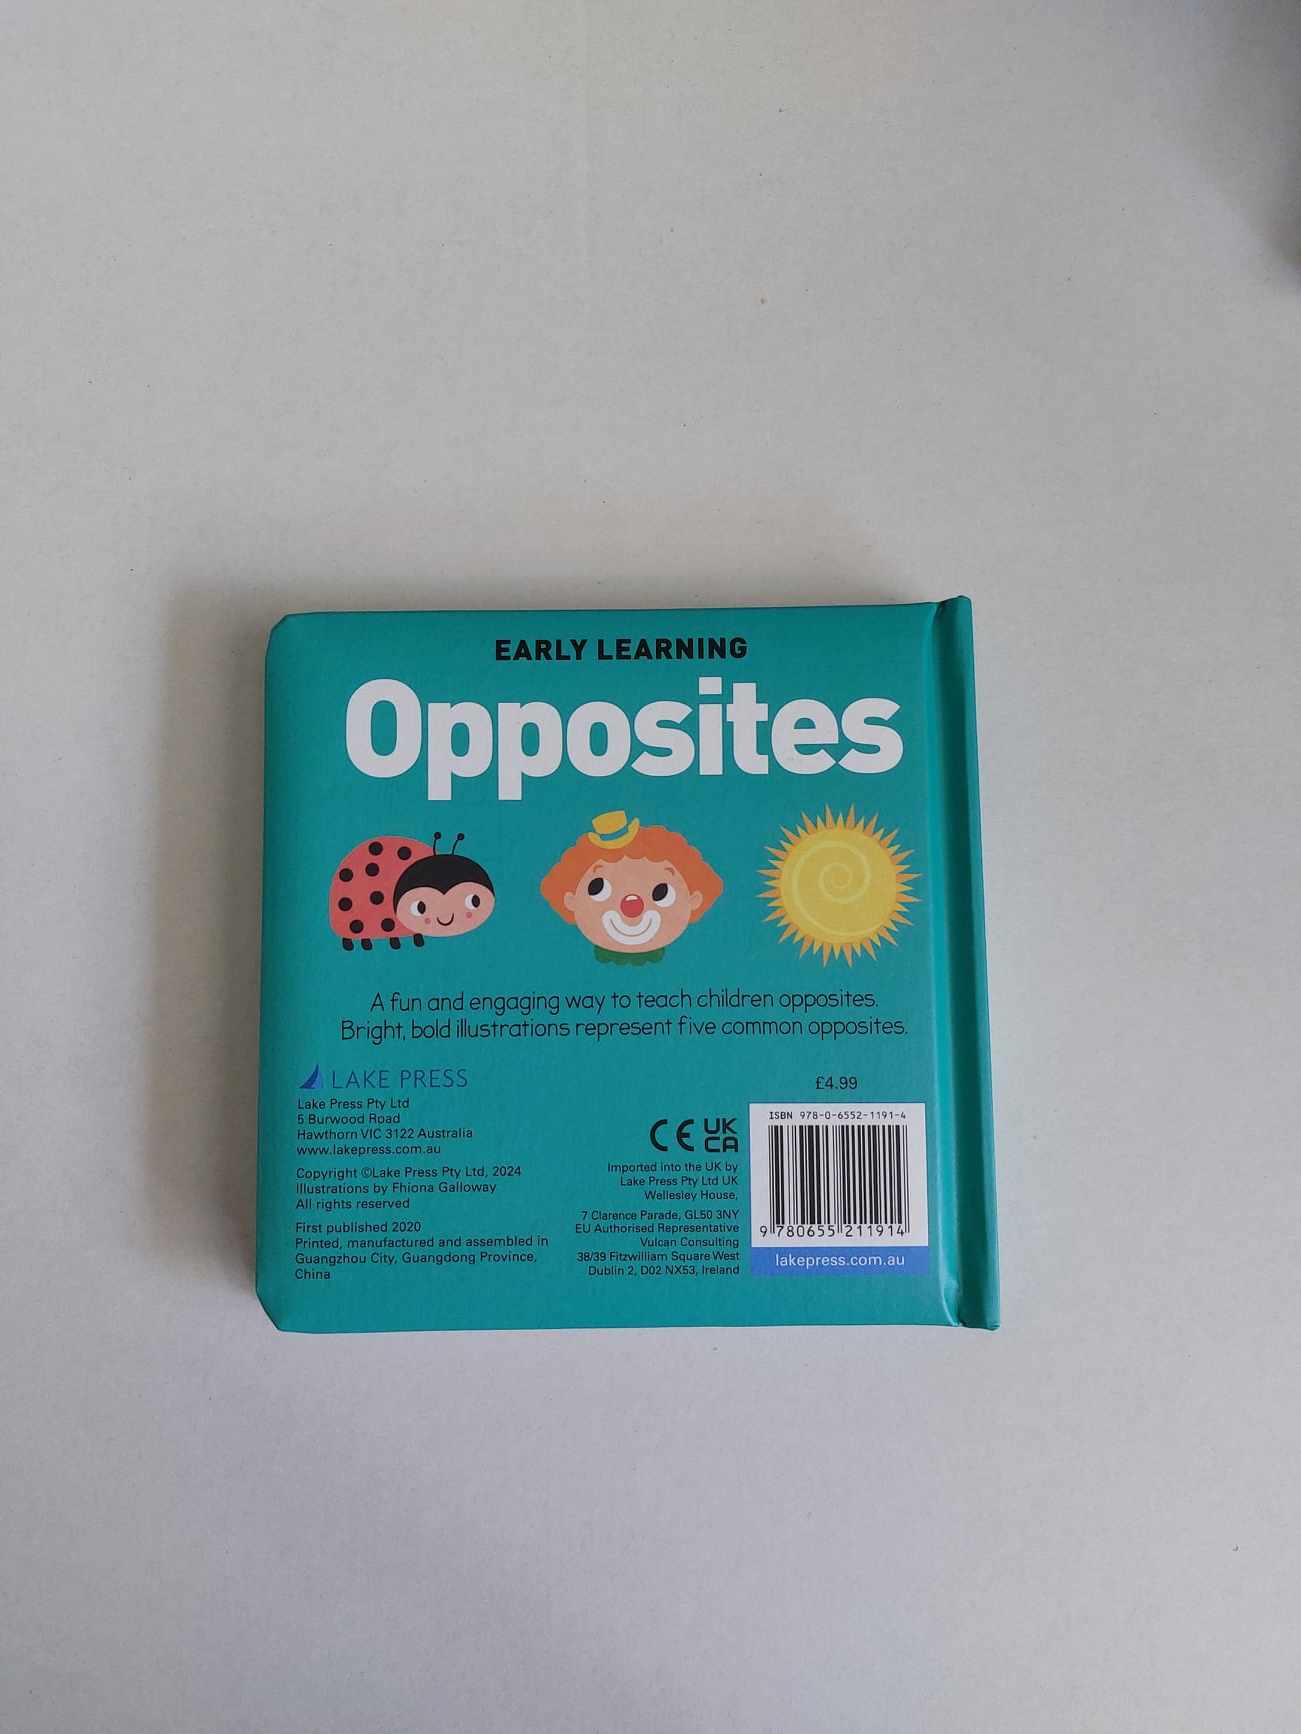 EARLY LEARNING
Opposites
A fun and engaging way to teach children opposites.
Bright, bold illustrations represent five common opposites.
LAKE PRESS
Lake Press Pty Ltd
5 Burwood Road
Hawthorn VIC 3122 Australia
www.lakepress.com.au
Copyright ©Lake Press Pty Ltd, 2024
Illustrations by Fhiona Galloway
All rights reserved
First published 2020
Printed, manufactured and assembled in
Guangzhou City, Guangdong Province,
China
CE UK
CA
Imported into the UK by
Lake Press Pty Ltd UK
Wellesley House,
7 Clarence Parade, GL50 3NY
EU Authorised Representative
Vulcan Consulting
38/39 Fitzwilliam Square West
Dublin 2, D02 NX53, Ireland
£4.99
ISBN 978-0-6552-1191-4
9 780655 211914
lakepress.com.au